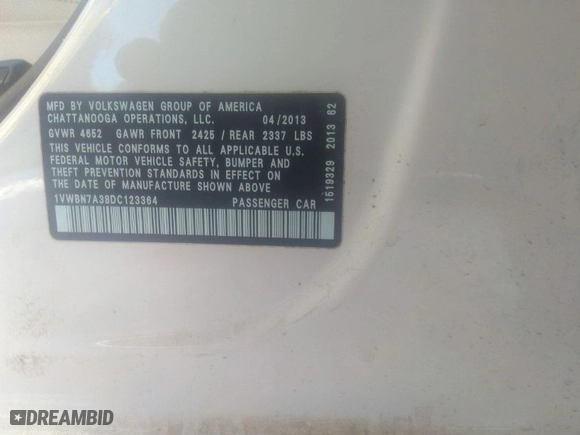 MFD BY VOLKSWAGEN GROUP OF AMERICA
CHATTANOOGA OPERATIONS, LLC. 04/2013
GVWR 4652 GAWR FRONT 2425 / REAR 2337 LBS
THIS VEHICLE CONFORMS TO ALL APPLICABLE U.S.
FEDERAL MOTOR VEHICLE SAFETY, BUMPER AND
THEFT PREVENTION STANDARDS IN EFFECT ON
THE DATE OF MANUFACTURE SHOWN ABOVE
1VWBN7A38DC123364 PASSENGER CAR
1519329 2013 62
DREAMBID